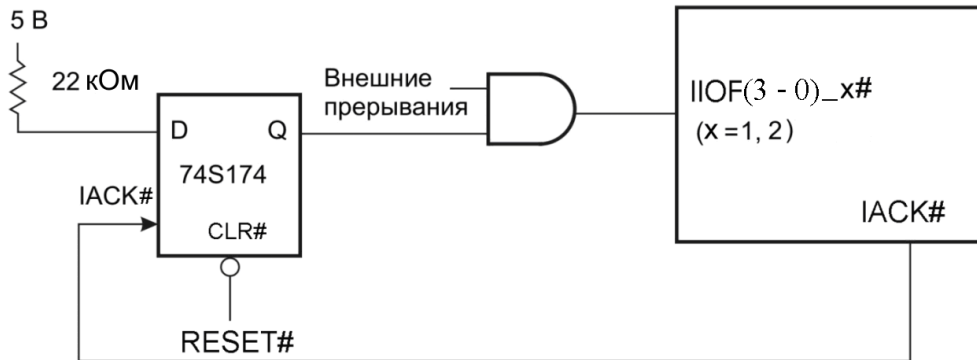 5 В
22 кОм
Внешние
прерывания
IIOF(3 - 0)_x#
(x =1, 2)
D
Q
74S174
IACK#
CLR#
IACK#
RESET#